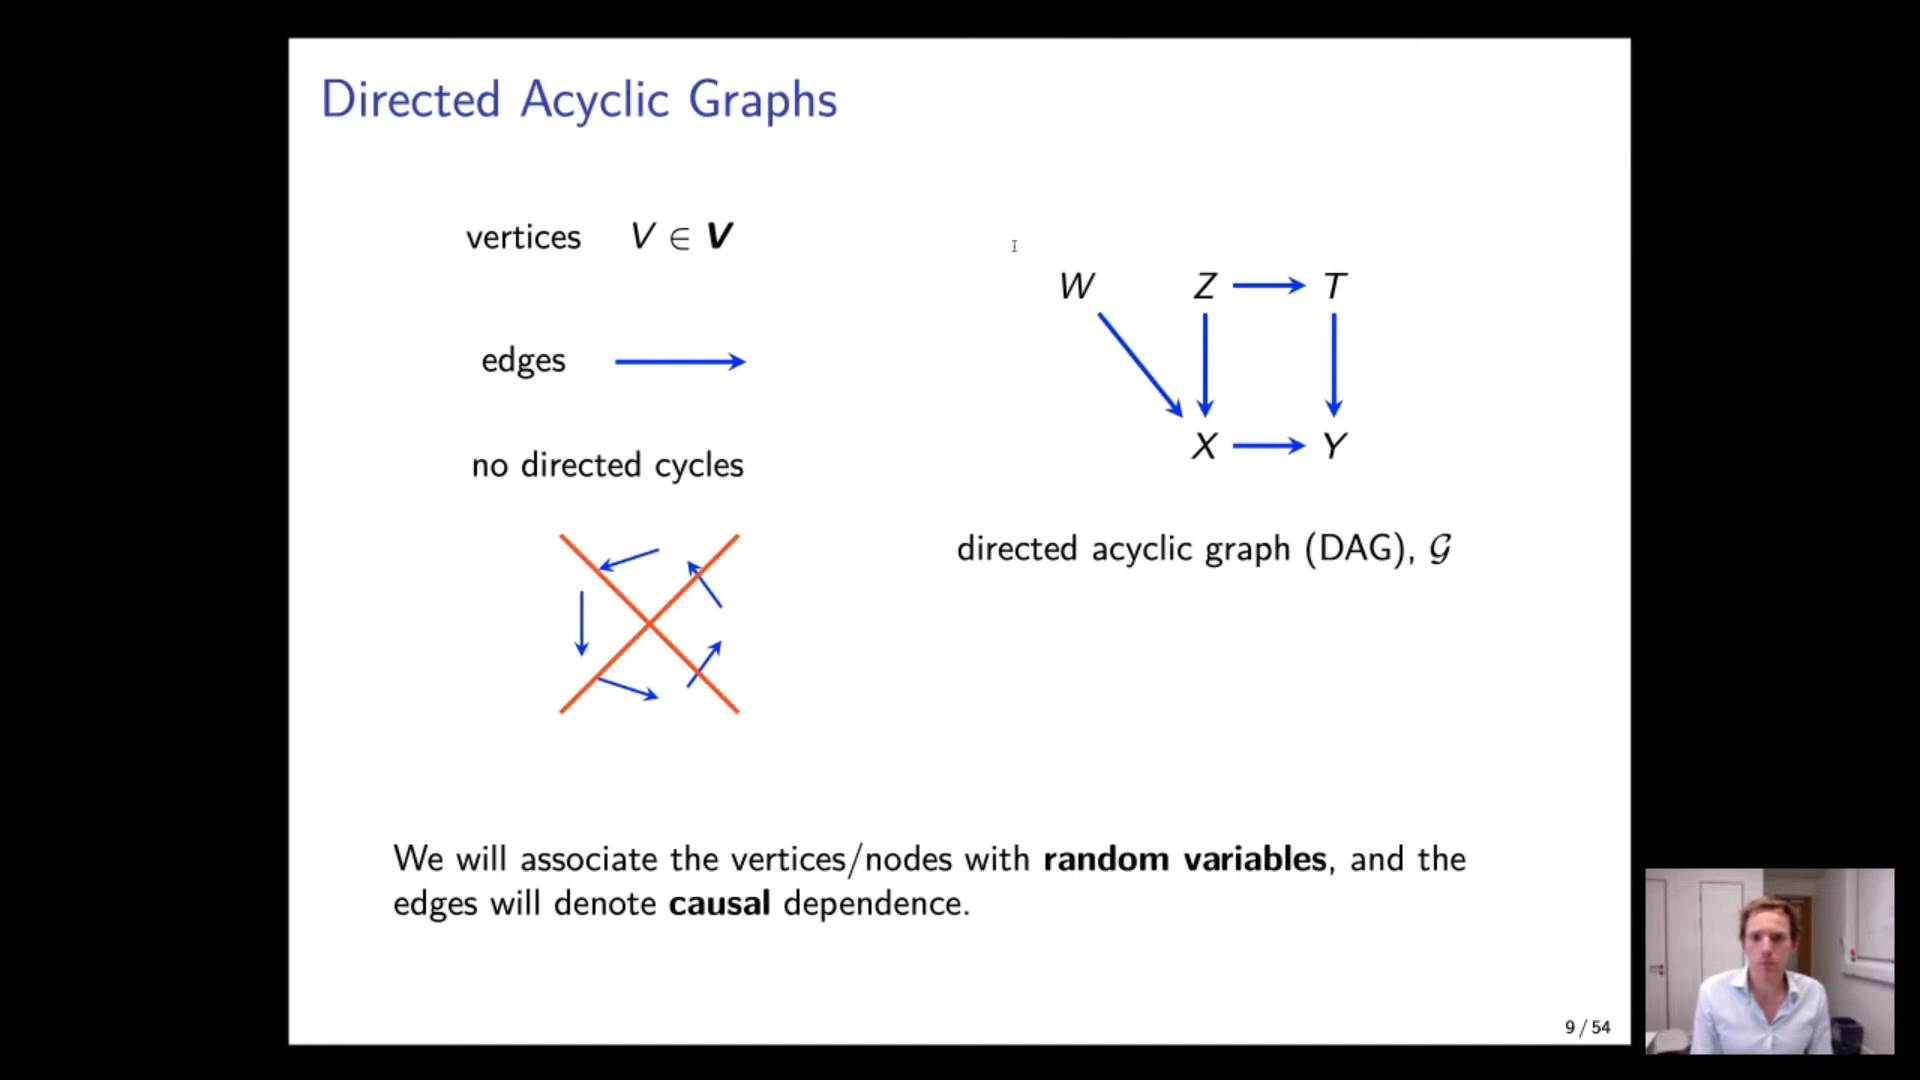 Directed Acyclic Graphs
vertices V ∈ V
edges
no directed cycles
W Z T
X Y
directed acyclic graph (DAG), 𝒢
We will associate the vertices/nodes with random variables, and the
edges will denote causal dependence.
9 / 54